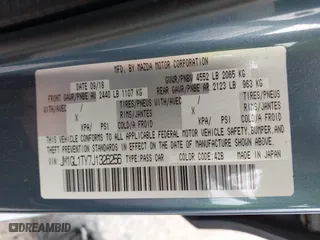 MFD. BY MAZDA MOTOR CORPORATION
DATE 09/18 GVWR/PNBV 4552 LB 2065 KG
FRONT GAWR/PNBE AV 2440 LB 1107 KG REAR GAWR/PNBE AR 2123 LB 963 KG
WITH/AVEC TIRES/PNEUS TIRES/PNEUS
X RIMS/JANTES WITH/AVEC X RIMS/JANTES
KPA/ PSI COLD/A FROID KPA/ PSI COLD/A FROID
THIS VEHICLE CONFORMS TO ALL APPLICABLE FEDERAL MOTOR VEHICLE SAFETY, BUMPER,
AND THEFT PREVENTION STANDARDS IN EFFECT ON THE DATE OF MANUFACTURE SHOWN ABOVE.
JM1GL1TY7J1326256 TYPE:PASS CAR COLOR CODE:42B MADE IN JAPAN
© Fast VIN